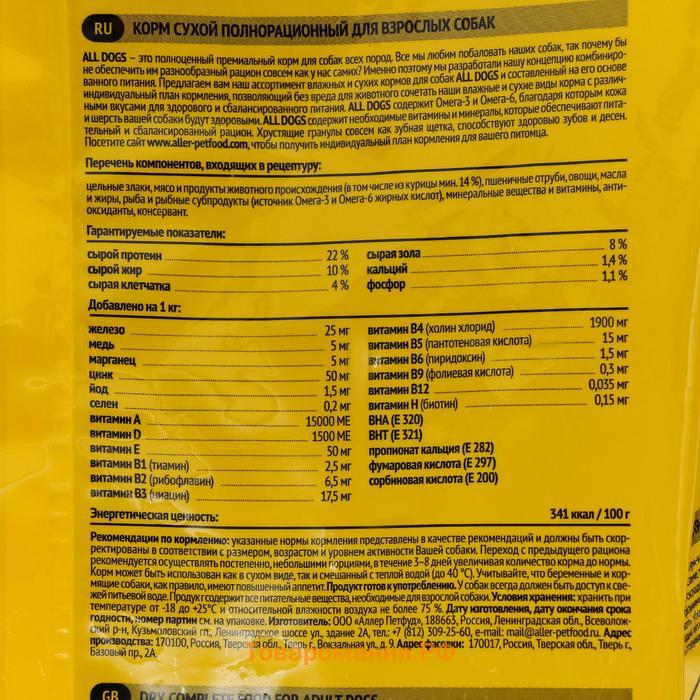 RU КОРМ СУХОЙ ПОЛНОРАЦИОННЫЙ ДЛЯ ВЗРОСЛЫХ СОБАК
ALL DOGS – это полноценный премиальный корм для собак всех пород. Все мы любим побаловать наших собак, так почему бы
не обеспечить им разнообразный рацион совсем как у нас самих? Именно поэтому мы разработали нашу концепцию комбиниро-
ванного питания. Предлагаем вам наш ассортимент влажных и сухих кормов для собак ALL DOGS и составленный на его основе
индивидуальный план кормления, позволяющий без вреда для животного сочетать наши влажные и сухие виды корма с различ-
ными вкусами для здорового и сбалансированного питания. ALL DOGS содержит Омега-3 и Омега-6, благодаря которым кожа
и шерсть вашей собаки будут здоровыми. ALL DOGS содержит необходимые витамины и минералы, которые обеспечивают пита-
тельный и сбалансированный рацион. Хрустящие гранулы совсем как зубная щетка, способствуют здоровью зубов и десен.
Посетите сайт www.aller-petfood.com, чтобы получить индивидуальный план кормления для вашего питомца.
Перечень компонентов, входящих в рецептуру:
цельные злаки, мясо и продукты животного происхождения (в том числе из курицы мин. 14 %), пшеничные отруби, овощи, масла
и жиры, рыба и рыбные субпродукты (источник Омега-3 и Омега-6 жирных кислот), минеральные вещества и витамины, анти-
оксиданты, консервант.
Гарантируемые показатели:
сырой протеин 22 %
сырой жир 10 %
сырая клетчатка 4 %
сырая зола 8 %
кальций 1,4 %
фосфор 1,1 %
Добавлено на 1 кг:
железо 25 мг
медь 5 мг
марганец 5 мг
цинк 50 мг
йод 1,5 мг
селен 0,2 мг
витамин А 15000 МЕ
витамин D 1500 МЕ
витамин Е 50 мг
витамин В1 (тиамин) 2,5 мг
витамин В2 (рибофлавин) 6,5 мг
витамин В3 (ниацин) 17,5 мг
витамин В4 (холин хлорид) 1900 мг
витамин В5 (пантотеновая кислота) 15 мг
витамин В6 (пиридоксин) 1,5 мг
витамин В9 (фолиевая кислота) 0,3 мг
витамин В12 0,035 мг
витамин Н (биотин) 0,15 мг
ВНА (Е 320)
ВНТ (Е 321)
пропионат кальция (Е 282)
фумаровая кислота (Е 297)
сорбиновая кислота (Е 200)
Энергетическая ценность: 341 ккал / 100 г
Рекомендации по кормлению: указанные нормы кормления представлены в качестве рекомендаций и должны быть скор-
ректированы в соответствии с размером, возрастом и уровнем активности Вашей собаки. Переход с предыдущего рациона
рекомендуется осуществлять постепенно, небольшими порциями, в течение 3–8 дней увеличивая количество корма до нормы.
Корм может быть использован как в сухом виде, так и смешанный с теплой водой (до 40 °C). Учитывайте, что беременные и кор-
мящие собаки, как правило, имеют повышенный аппетит. Продукт готов к употреблению. У собак всегда должен быть доступ к све-
жей питьевой воде. Продукт содержит все питательные вещества, необходимые для взрослой собаки. Условия хранения: хранить при
температуре от -18 до +25°C и относительной влажности воздуха не более 75 %. Дату изготовления, дату окончания срока
годности, номер партии см. на упаковке. Изготовитель: ООО «Аллер Петфуд», 188663, Россия, Ленинградская обл., Всеволож-
ский р-н, Кузьмоловский гп., Ленинградское шоссе ул., здание 2А, тел.: +7 (812) 309-25-60, e-mail: mail@aller-petfood.ru. Адрес
производства: 170100, Россия, Тверская обл., Тверь г., Вокзальная ул., д. 9. Адрес фасовки: 170017, Россия, Тверская обл., Тверь г.,
Базовый пр., 2А.
Товаромания.РФ
GB DRY COMPLETE FOOD FOR ADULT DOGS